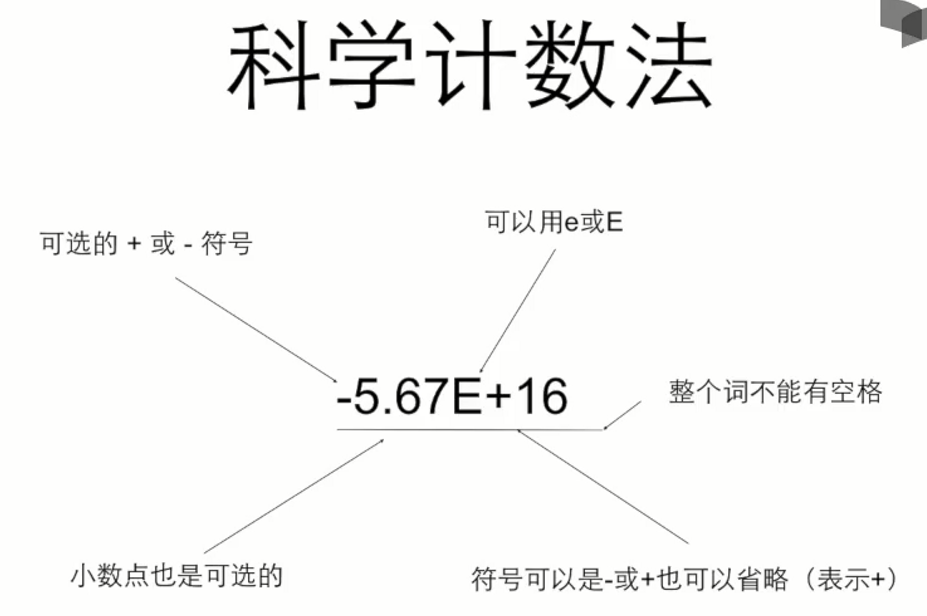 科学计数法
可以用e或E
可选的 + 或 - 符号
-5.67E+16
整个词不能有空格
小数点也是可选的
符号可以是-或+也可以省略（表示+）